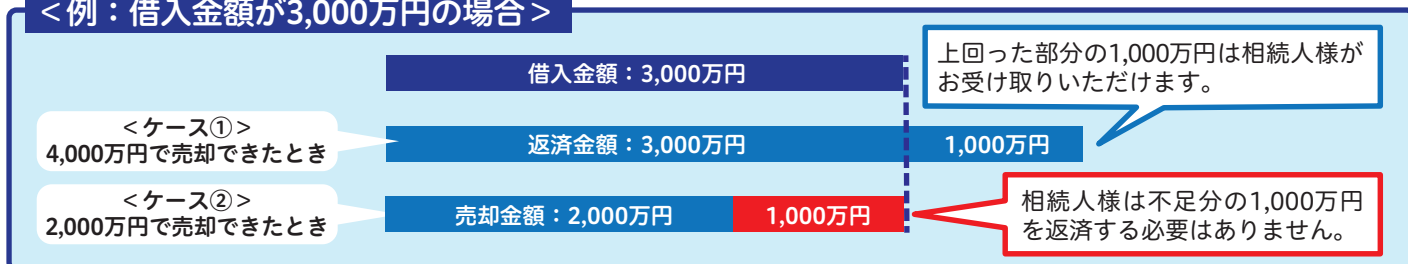 ＜例：借入金額が3,000万円の場合＞
上回った部分の1,000万円は相続人様が
お受け取りいただけます。
借入金額：3,000万円
＜ケース①＞
4,000万円で売却できたとき
返済金額：3,000万円
1,000万円
＜ケース②＞
2,000万円で売却できたとき
売却金額：2,000万円
1,000万円
相続人様は不足分の1,000万円
を返済する必要はありません。